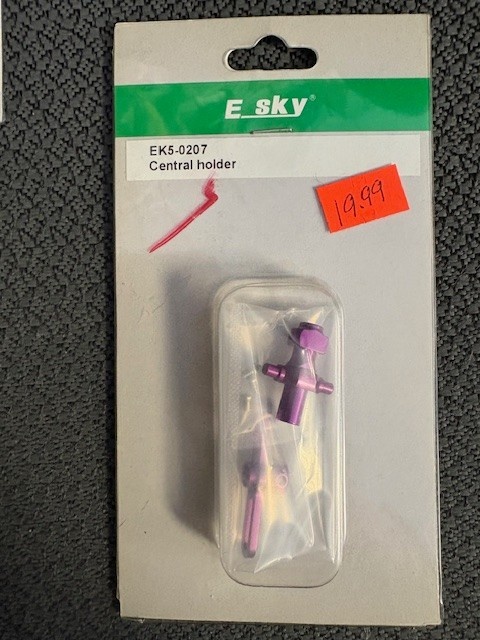 E_sky®
EK5-0207
Central holder
19.99